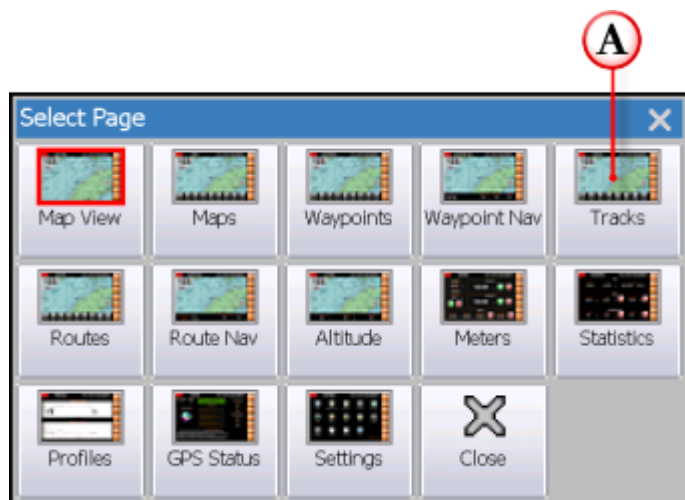 A
Select Page
Map View Maps Waypoints Waypoint Nav Tracks
Routes Route Nav Altitude Meters Statistics
Profiles GPS Status Settings Close